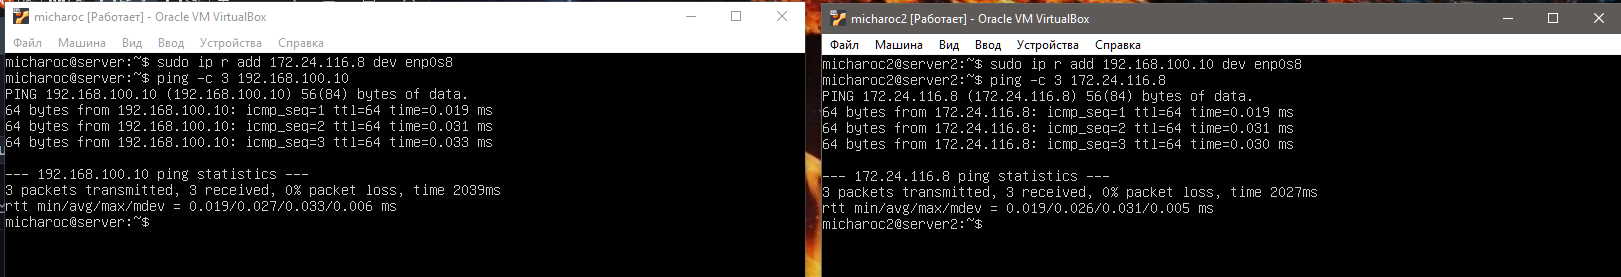 micharoc [Работает] - Oracle VM VirtualBox
Файл Машина Вид Ввод Устройства Справка
micharoc@server:~$ sudo ip r add 172.24.116.8 dev enp0s8
micharoc@server:~$ ping -c 3 192.168.100.10
PING 192.168.100.10 (192.168.100.10) 56(84) bytes of data.
64 bytes from 192.168.100.10: icmp_seq=1 ttl=64 time=0.019 ms
64 bytes from 192.168.100.10: icmp_seq=2 ttl=64 time=0.031 ms
64 bytes from 192.168.100.10: icmp_seq=3 ttl=64 time=0.033 ms
--- 192.168.100.10 ping statistics ---
3 packets transmitted, 3 received, 0% packet loss, time 2039ms
rtt min/avg/max/mdev = 0.019/0.027/0.033/0.006 ms
micharoc@server:~$
micharoc2 [Работает] - Oracle VM VirtualBox
Файл Машина Вид Ввод Устройства Справка
micharoc2@server2:~$ sudo ip r add 192.168.100.10 dev enp0s8
micharoc2@server2:~$ ping -c 3 172.24.116.8
PING 172.24.116.8 (172.24.116.8) 56(84) bytes of data.
64 bytes from 172.24.116.8: icmp_seq=1 ttl=64 time=0.019 ms
64 bytes from 172.24.116.8: icmp_seq=2 ttl=64 time=0.031 ms
64 bytes from 172.24.116.8: icmp_seq=3 ttl=64 time=0.030 ms
--- 172.24.116.8 ping statistics ---
3 packets transmitted, 3 received, 0% packet loss, time 2027ms
rtt min/avg/max/mdev = 0.019/0.026/0.031/0.005 ms
micharoc2@server2:~$